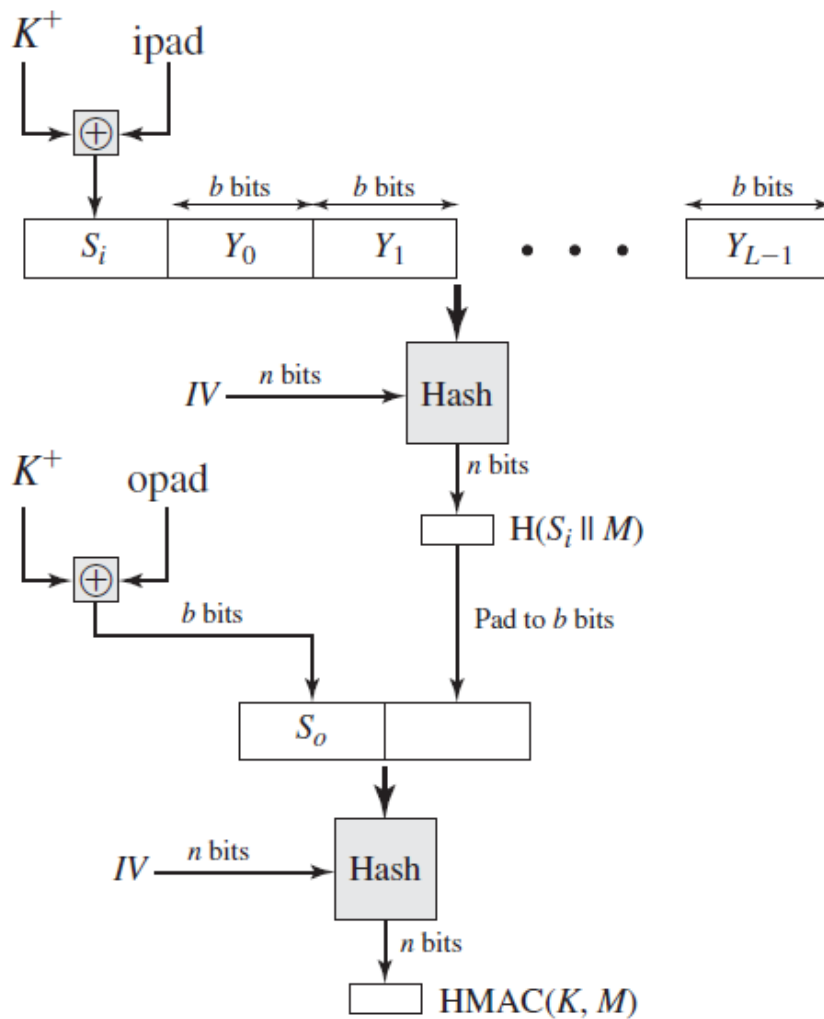 K⁺ ipad
⊕
b bits b bits b bits
Sᵢ Y₀ Y₁ • • • Y_{L−1}
IV n bits Hash
n bits
K⁺ opad
H(Sᵢ || M)
⊕
b bits Pad to b bits
Sₒ
IV n bits Hash
n bits
HMAC(K, M)